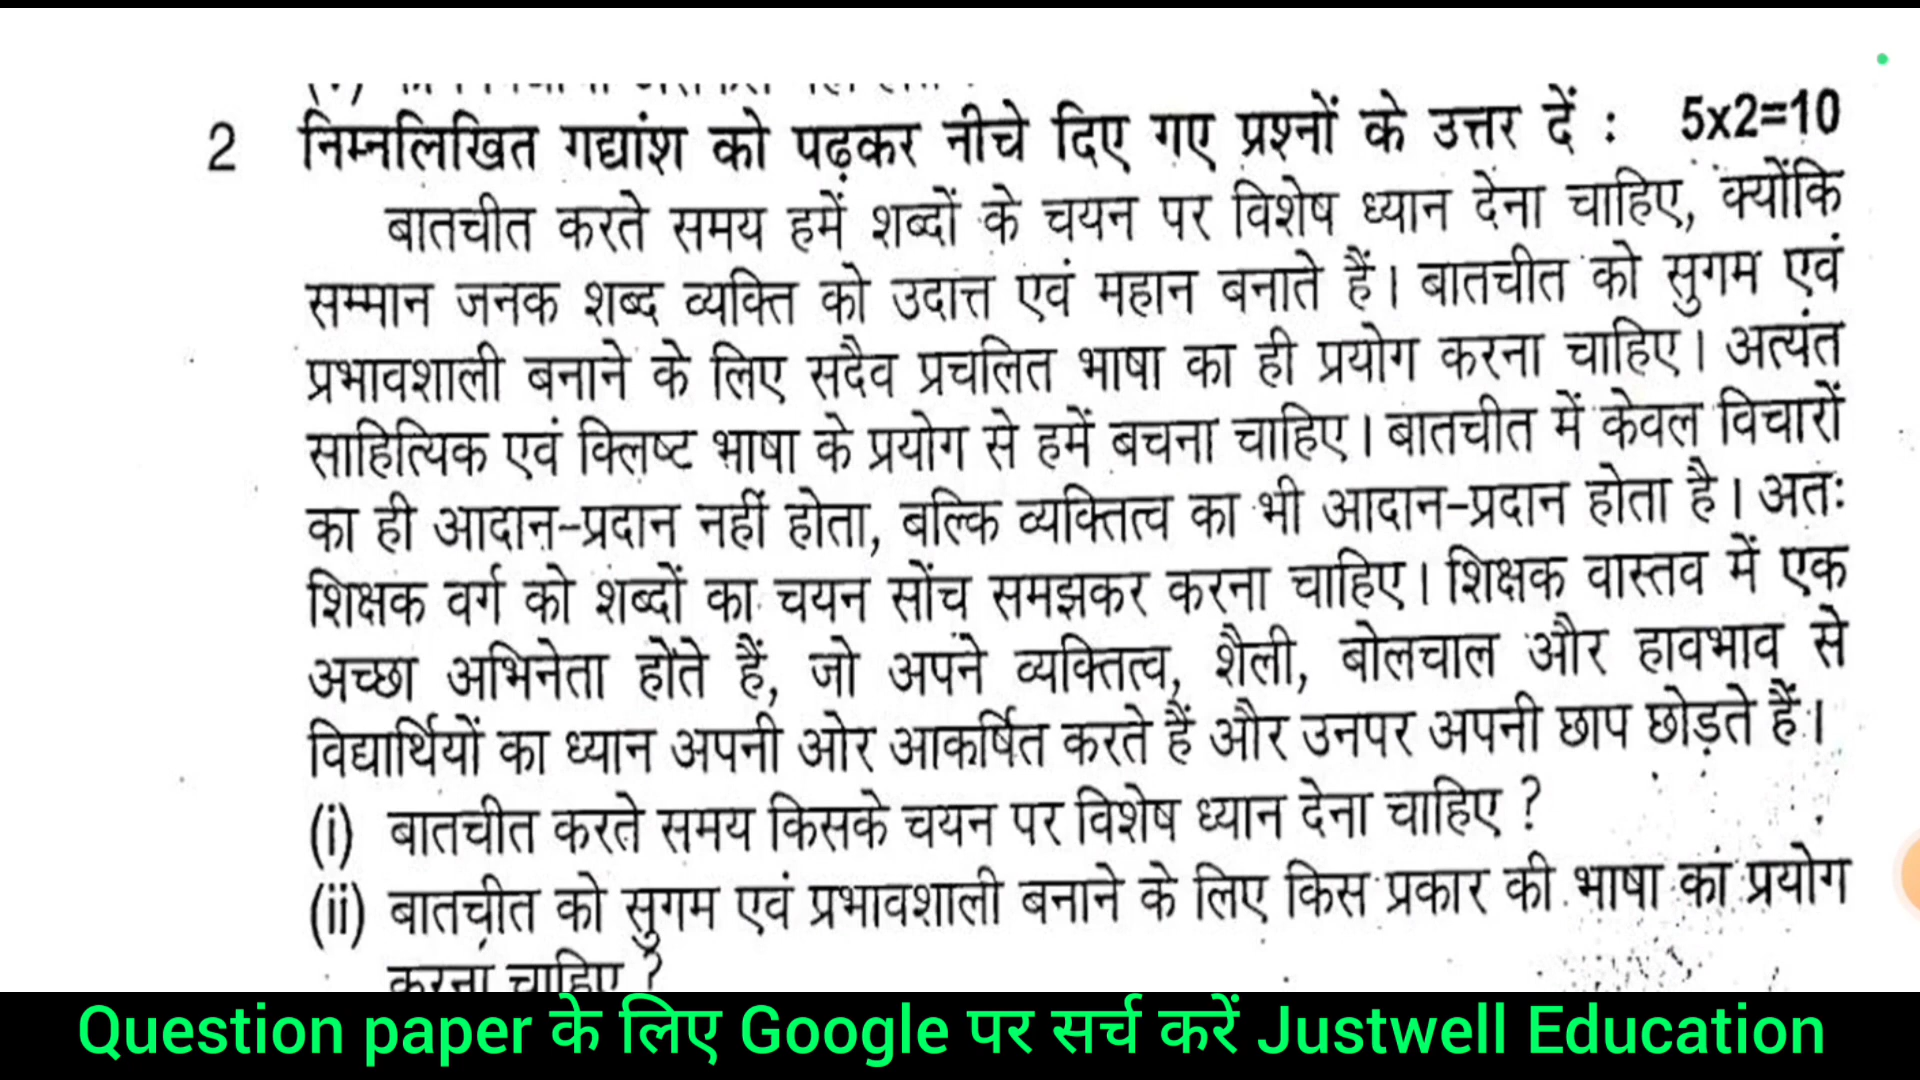 2 निम्नलिखित गद्यांश को पढ़कर नीचे दिए गए प्रश्नों के उत्तर दें : 5x2=10
बातचीत करते समय हमें शब्दों के चयन पर विशेष ध्यान देना चाहिए, क्योंकि
सम्मान जनक शब्द व्यक्ति को उदात्त एवं महान बनाते हैं। बातचीत को सुगम एवं
प्रभावशाली बनाने के लिए सदैव प्रचलित भाषा का ही प्रयोग करना चाहिए। अत्यंत
साहित्यिक एवं क्लिष्ट भाषा के प्रयोग से हमें बचना चाहिए। बातचीत में केवल विचारों
का ही आदान-प्रदान नहीं होता, बल्कि व्यक्तित्व का भी आदान-प्रदान होता है। अतः
शिक्षक वर्ग को शब्दों का चयन सोंच समझकर करना चाहिए। शिक्षक वास्तव में एक
अच्छा अभिनेता होते हैं, जो अपने व्यक्तित्व, शैली, बोलचाल और हावभाव से
विद्यार्थियों का ध्यान अपनी ओर आकर्षित करते हैं और उनपर अपनी छाप छोड़ते हैं।
(i) बातचीत करते समय किसके चयन पर विशेष ध्यान देना चाहिए ?
(ii) बातचीत को सुगम एवं प्रभावशाली बनाने के लिए किस प्रकार की भाषा का प्रयोग
करना चाहिए ?
Question paper के लिए Google पर सर्च करें Justwell Education